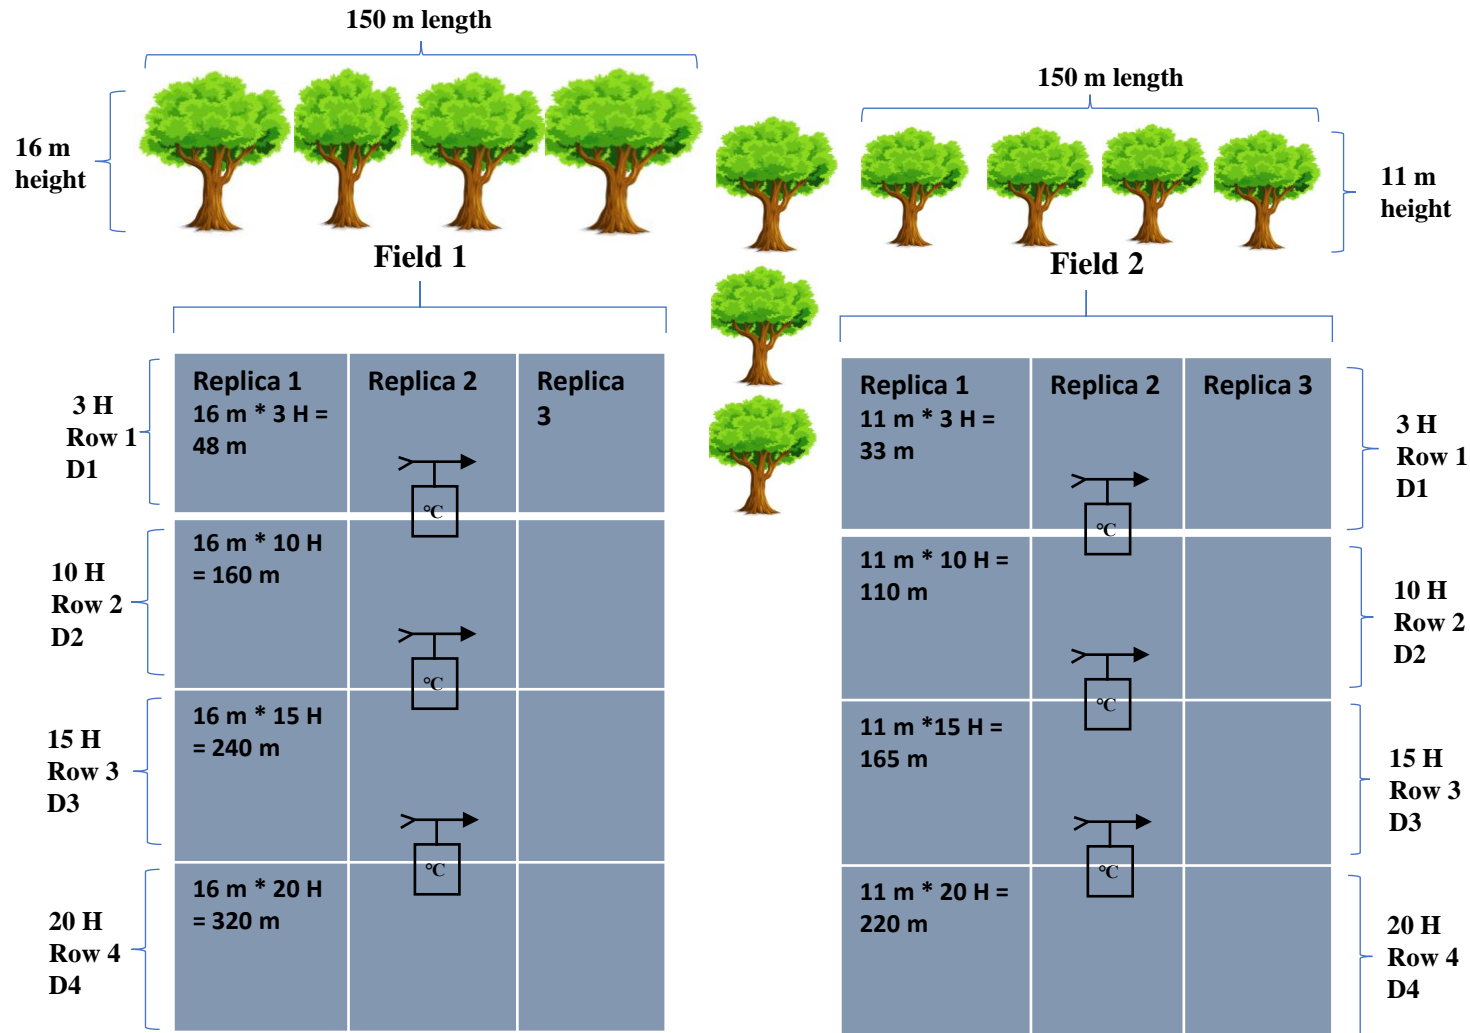 150 m length
16 m
height
150 m length
11 m
height
Field 1
Field 2
3 H
Row 1
D1
Replica 1
16 m * 3 H =
48 m
Replica 2
Replica
3
°C
10 H
Row 2
D2
16 m * 10 H
= 160 m
°C
15 H
Row 3
D3
16 m * 15 H
= 240 m
°C
20 H
Row 4
D4
16 m * 20 H
= 320 m
Replica 1
11 m * 3 H =
33 m
Replica 2
Replica 3
3 H
Row 1
D1
°C
11 m * 10 H =
110 m
10 H
Row 2
D2
°C
11 m *15 H =
165 m
15 H
Row 3
D3
°C
11 m * 20 H =
220 m
20 H
Row 4
D4